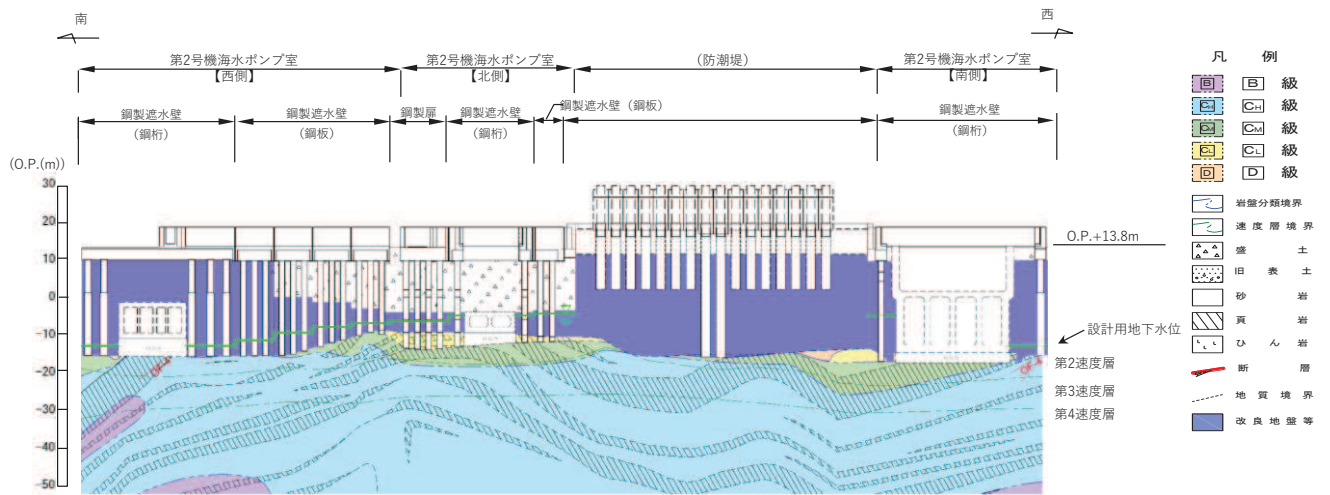 南
西
第2号機海水ポンプ室
【西側】
第2号機海水ポンプ室
【北側】
(防潮堤)
第2号機海水ポンプ室
【南側】
鋼製遮水壁
(鋼桁)
鋼製遮水壁
(鋼板)
鋼製扉
鋼製遮水壁
(鋼桁)
鋼製遮水壁(鋼板)
鋼製遮水壁
(鋼桁)
(O.P.(m))
30
20
10
0
-10
-20
-30
-40
-50
O.P.+13.8m
設計用地下水位
第2速度層
第3速度層
第4速度層
凡 例
B B 級
CH CH 級
CM CM 級
CL CL 級
D D 級
岩盤分類境界
速度層境界
盛 土
旧 表 土
砂 岩
頁 岩
ひ ん 岩
断 層
地 質 境 界
改 良 地 盤 等